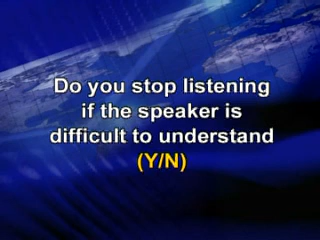 Do you stop listening
if the speaker is
difficult to understand
(Y/N)